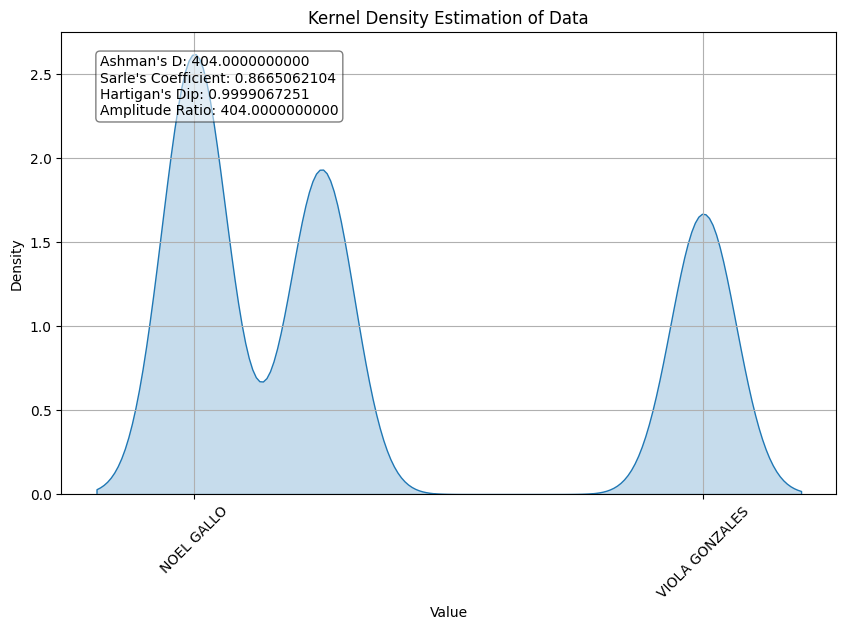 Kernel Density Estimation of Data
Ashman's D: 404.0000000000
Sarle's Coefficient: 0.8665062104
Hartigan's Dip: 0.9999067251
Amplitude Ratio: 404.0000000000
2.5
2.0
1.5
1.0
0.5
0.0
Density
NOEL GALLO
VIOLA GONZALES
Value